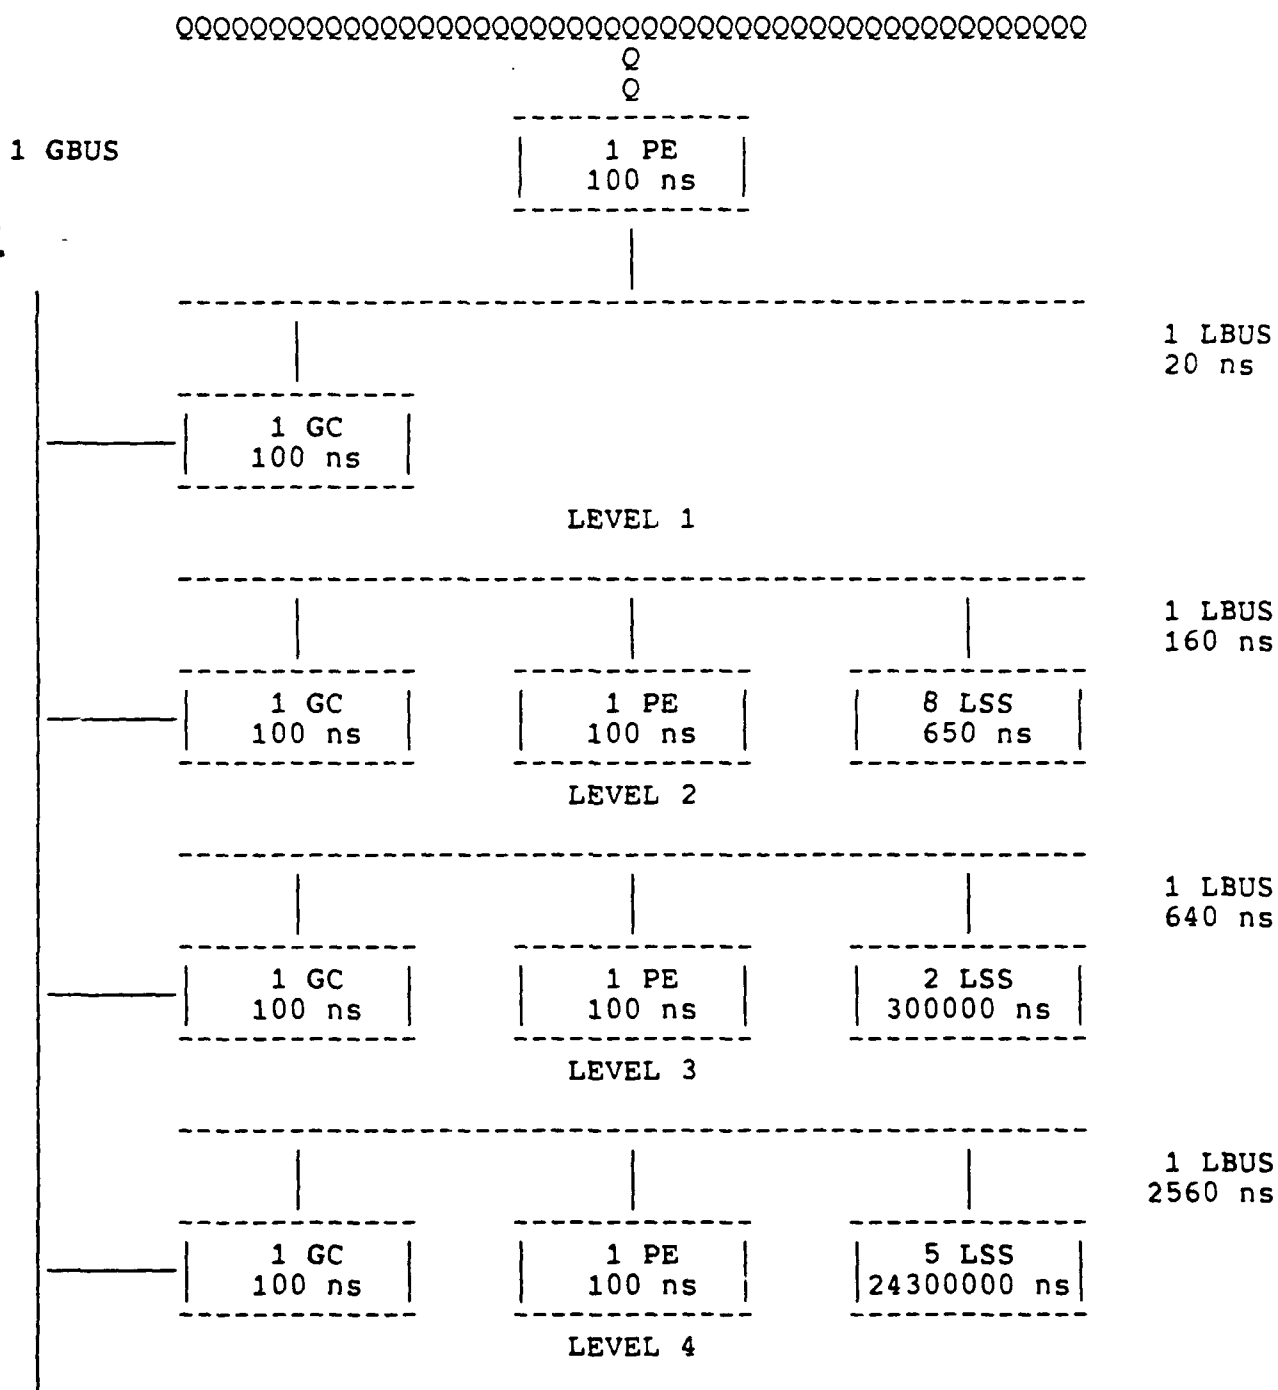 QQQQQQQQQQQQQQQQQQQQQQQQQQQQQQQQQQQQQQQQQQQQQQQQQ
Q
Q
1 GBUS
1 PE
100 ns
1 LBUS
20 ns
1 GC
100 ns
LEVEL 1
1 LBUS
160 ns
1 GC
100 ns
1 PE
100 ns
8 LSS
650 ns
LEVEL 2
1 LBUS
640 ns
1 GC
100 ns
1 PE
100 ns
2 LSS
300000 ns
LEVEL 3
1 LBUS
2560 ns
1 GC
100 ns
1 PE
100 ns
5 LSS
24300000 ns
LEVEL 4